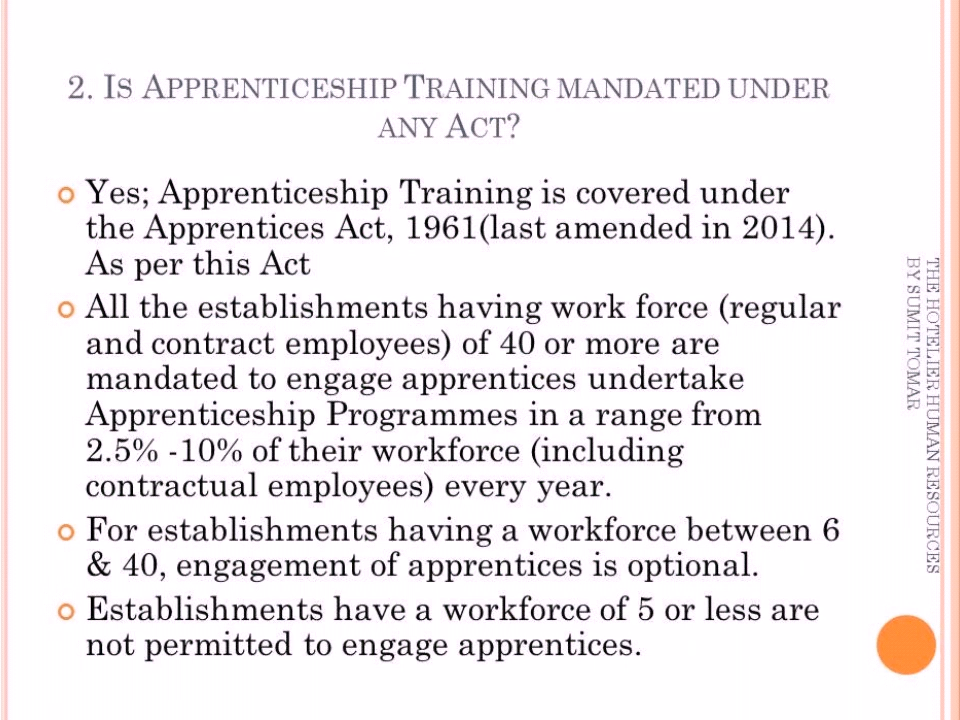 2. IS APPRENTICESHIP TRAINING MANDATED UNDER
ANY ACT?
Yes; Apprenticeship Training is covered under
the Apprentices Act, 1961(last amended in 2014).
As per this Act
All the establishments having work force (regular
and contract employees) of 40 or more are
mandated to engage apprentices undertake
Apprenticeship Programmes in a range from
2.5% -10% of their workforce (including
contractual employees) every year.
For establishments having a workforce between 6
& 40, engagement of apprentices is optional.
Establishments have a workforce of 5 or less are
not permitted to engage apprentices.
THE HOTELIER HUMAN RESOURCES
BY SUMIT TOMAR